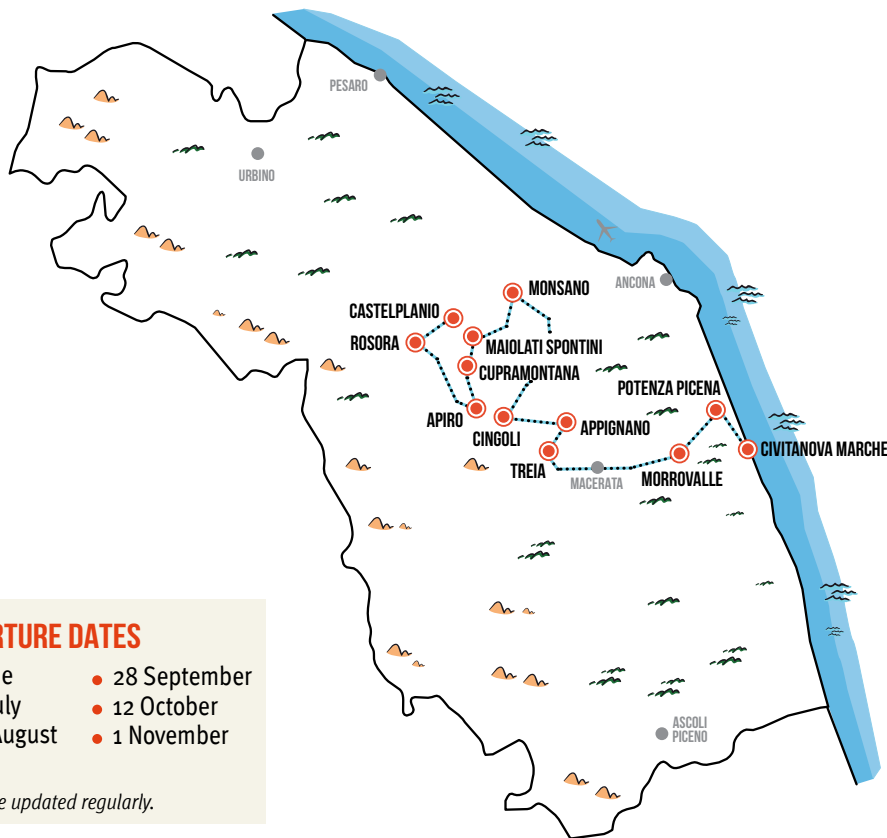 PESARO
URBINO
ANCONA
MONSANO
CASTELPLANIO
ROSORA
MAIOLATI SPONTINI
CUPRAMONTANA
POTENZA PICENA
APIRO
CINGOLI
APPIGNANO
CIVITANOVA MARCHE
TREIA
MACERATA
MORROVALLE
ASCOLI
PICENO
RTURE DATES
e
uly
August
28 September
12 October
1 November
e updated regularly.